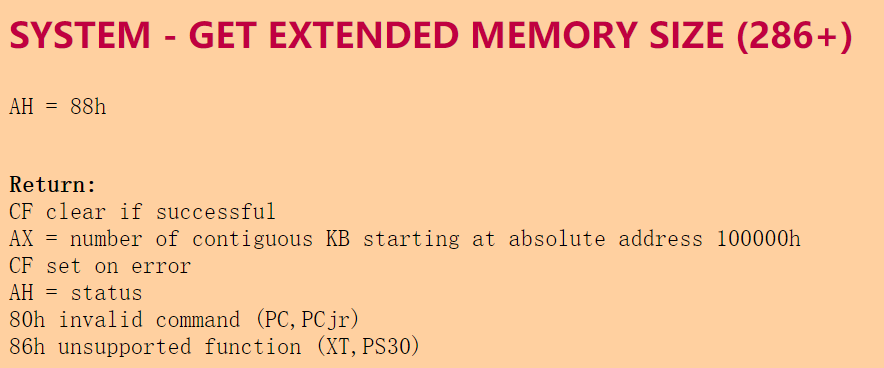 SYSTEM - GET EXTENDED MEMORY SIZE (286+)
AH = 88h
Return:
CF clear if successful
AX = number of contiguous KB starting at absolute address 100000h
CF set on error
AH = status
80h invalid command (PC,PCjr)
86h unsupported function (XT,PS30)